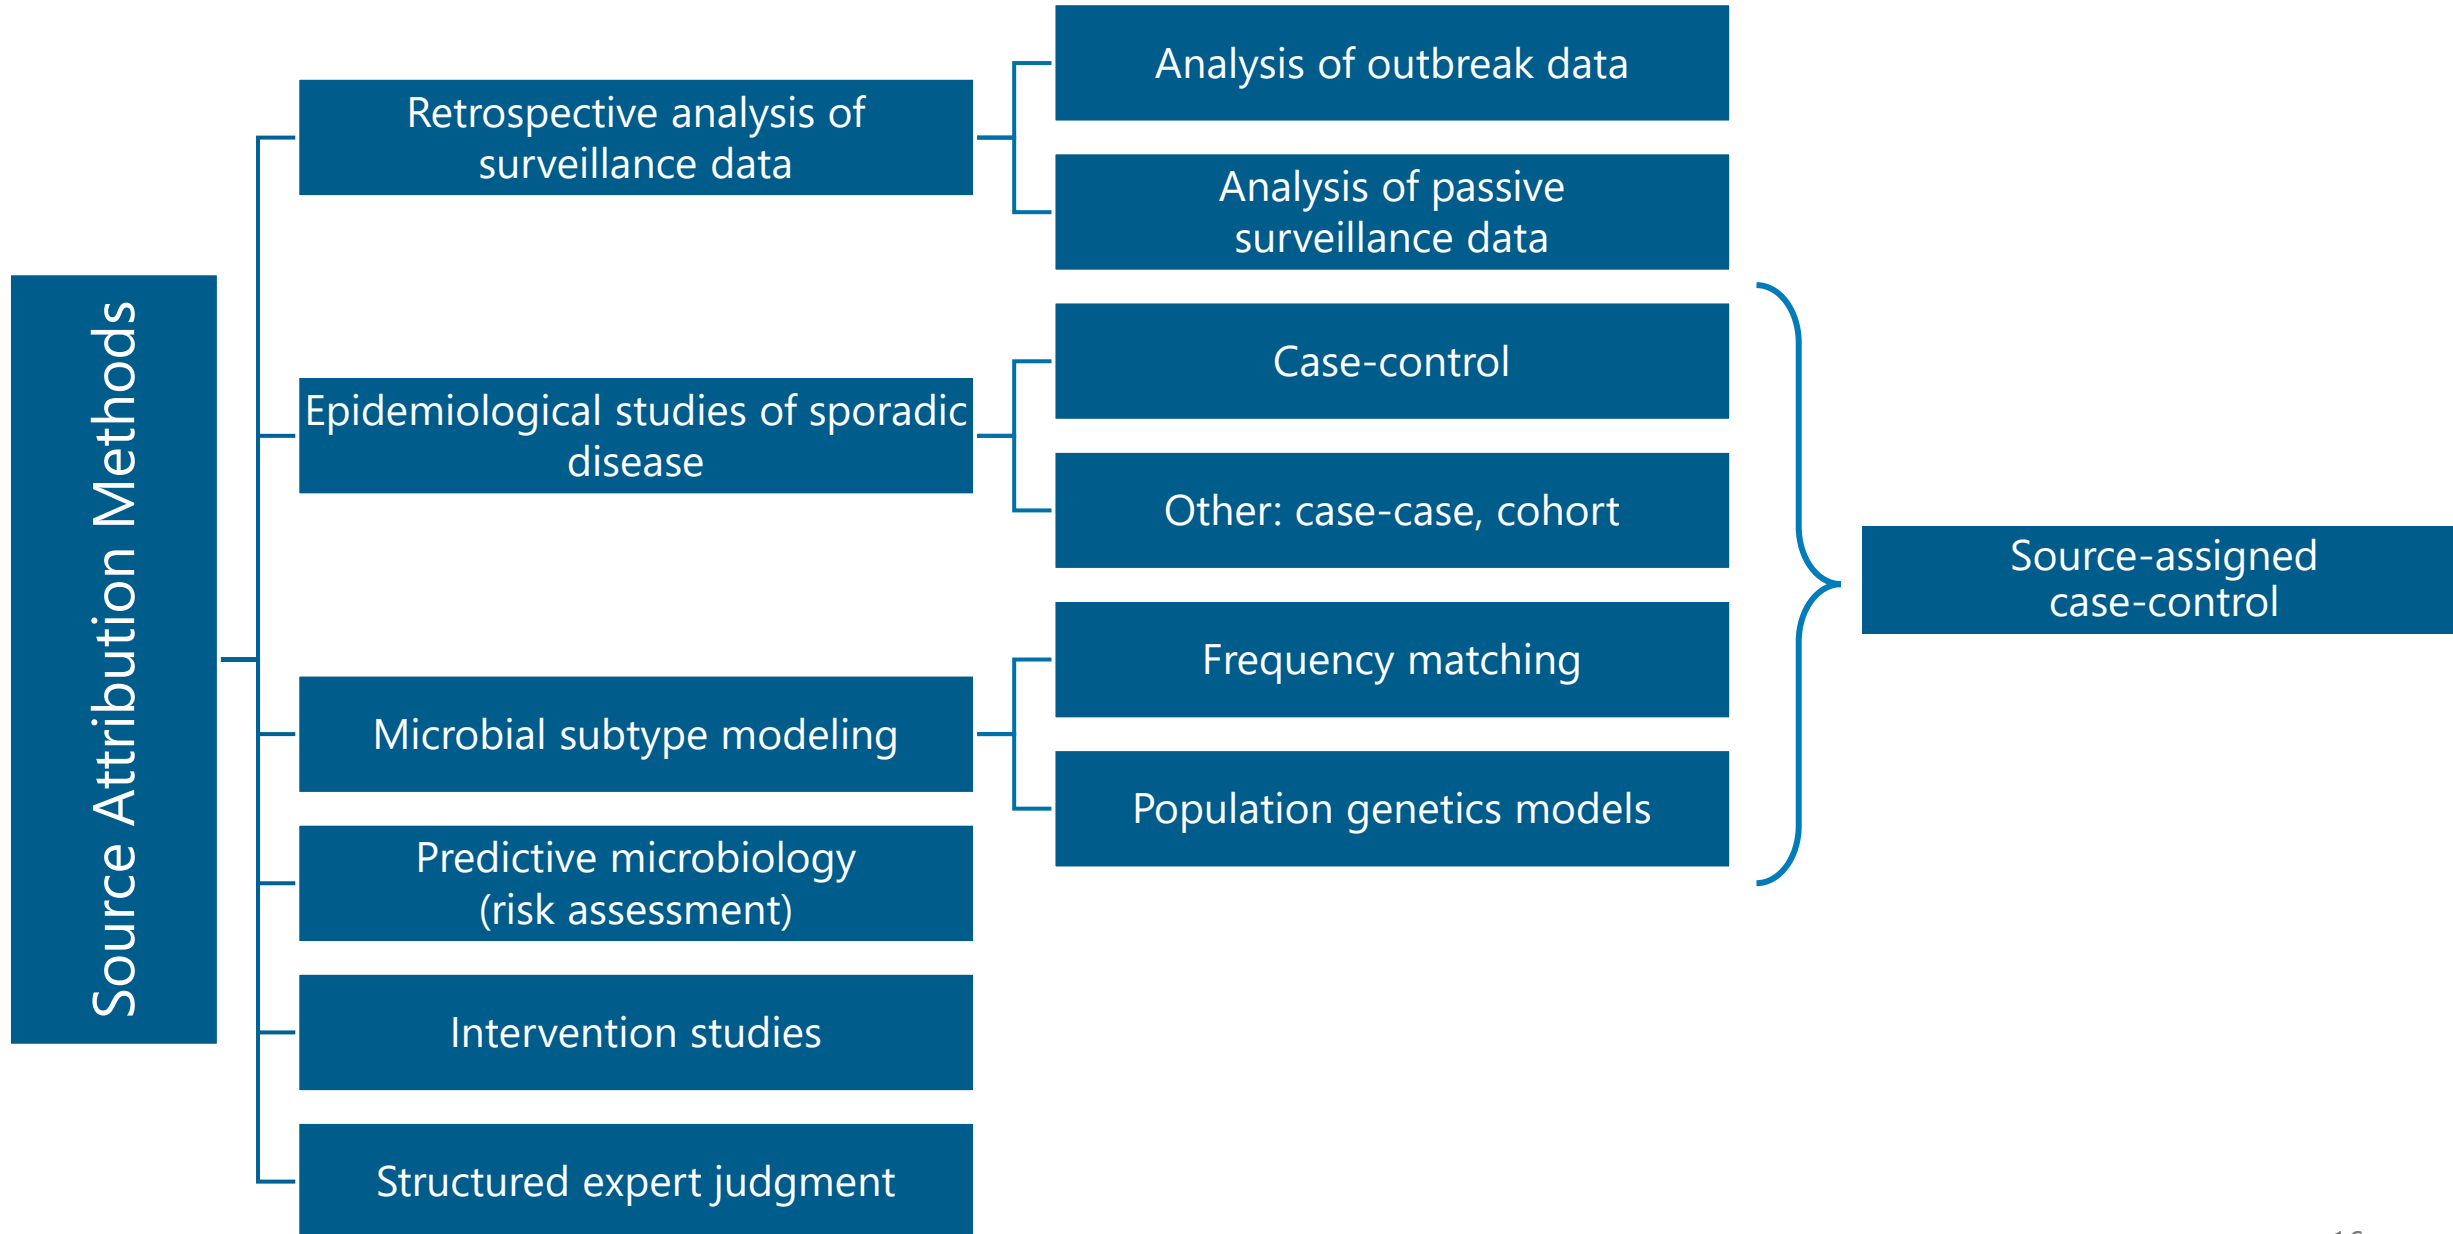 Source Attribution Methods
Retrospective analysis of
surveillance data
Epidemiological studies of sporadic
disease
Microbial subtype modeling
Predictive microbiology
(risk assessment)
Intervention studies
Structured expert judgment
Analysis of outbreak data
Analysis of passive
surveillance data
Case-control
Other: case-case, cohort
Frequency matching
Population genetics models
Source-assigned
case-control